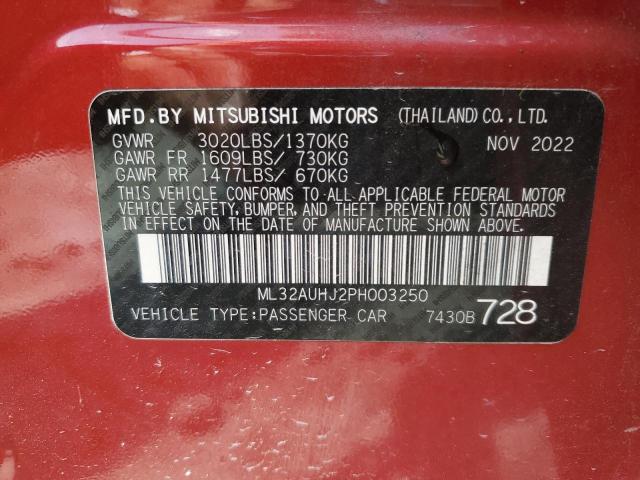 MFD.BY MITSUBISHI MOTORS (THAILAND) CO.,LTD.
GVWR 3020LBS/1370KG NOV 2022
GAWR FR 1609LBS/ 730KG
GAWR RR 1477LBS/ 670KG
THIS VEHICLE CONFORMS TO ALL APPLICABLE FEDERAL MOTOR
VEHICLE SAFETY, BUMPER, AND THEFT PREVENTION STANDARDS
IN EFFECT ON THE DATE OF MANUFACTURE SHOWN ABOVE.
ML32AUHJ2PH003250
VEHICLE TYPE:PASSENGER CAR 7430B 728